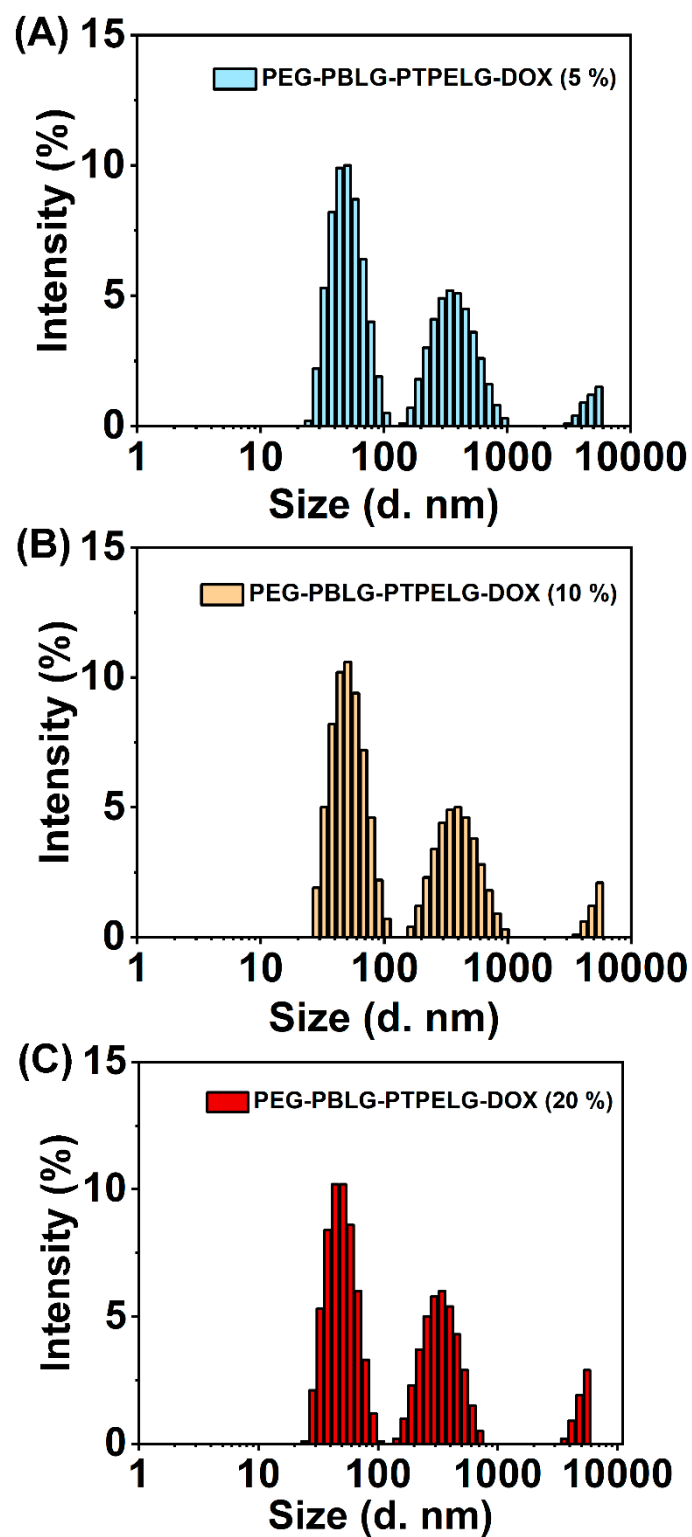 (A)
15
PEG-PBLG-PTPELG-DOX (5 %)
10
5
0
Intensity (%)
1 10 100 1000 10000
Size (d. nm)
(B)
15
PEG-PBLG-PTPELG-DOX (10 %)
10
5
0
Intensity (%)
1 10 100 1000 10000
Size (d. nm)
(C)
15
PEG-PBLG-PTPELG-DOX (20 %)
10
5
0
Intensity (%)
1 10 100 1000 10000
Size (d. nm)